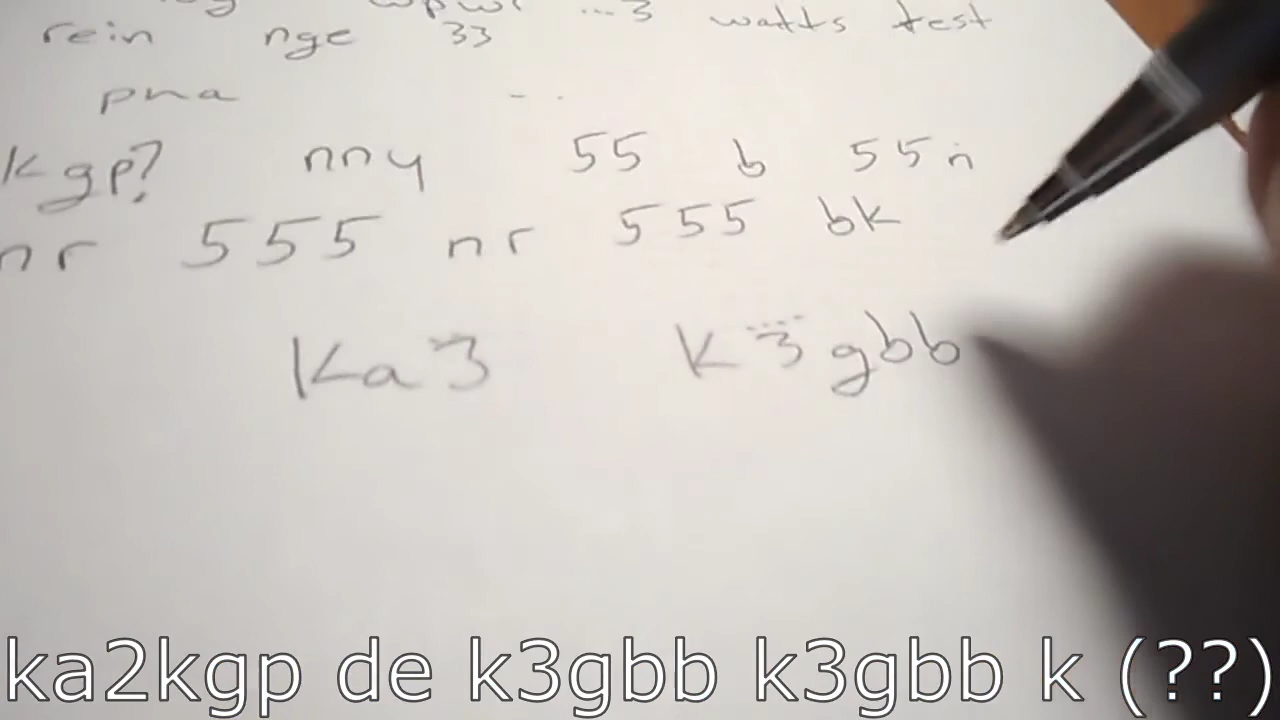 ... 3 watts test
rein nge 33
pna - ..
kgp? nny 55 b 55n
nr 555 nr 555 bk
Ka3 k3gbb
ka2kgp de k3gbb k3gbb k (??)